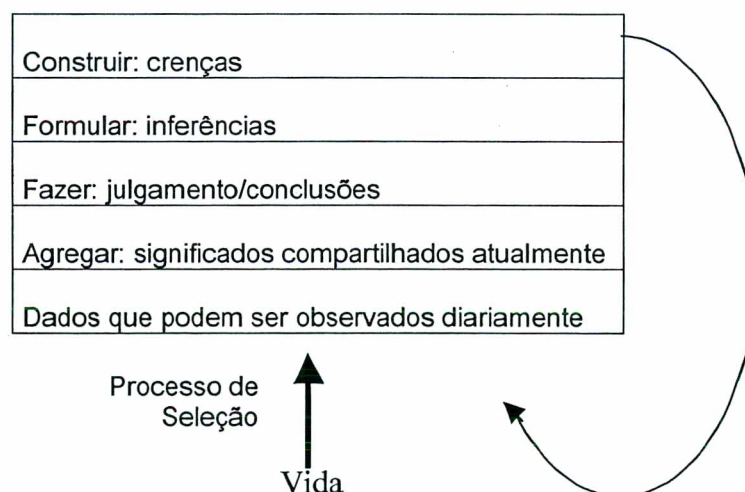 Construir: crenças
Formular: inferências
Fazer: julgamento/conclusões
Agregar: significados compartilhados atualmente
Dados que podem ser observados diariamente
Processo de
Seleção
Vida